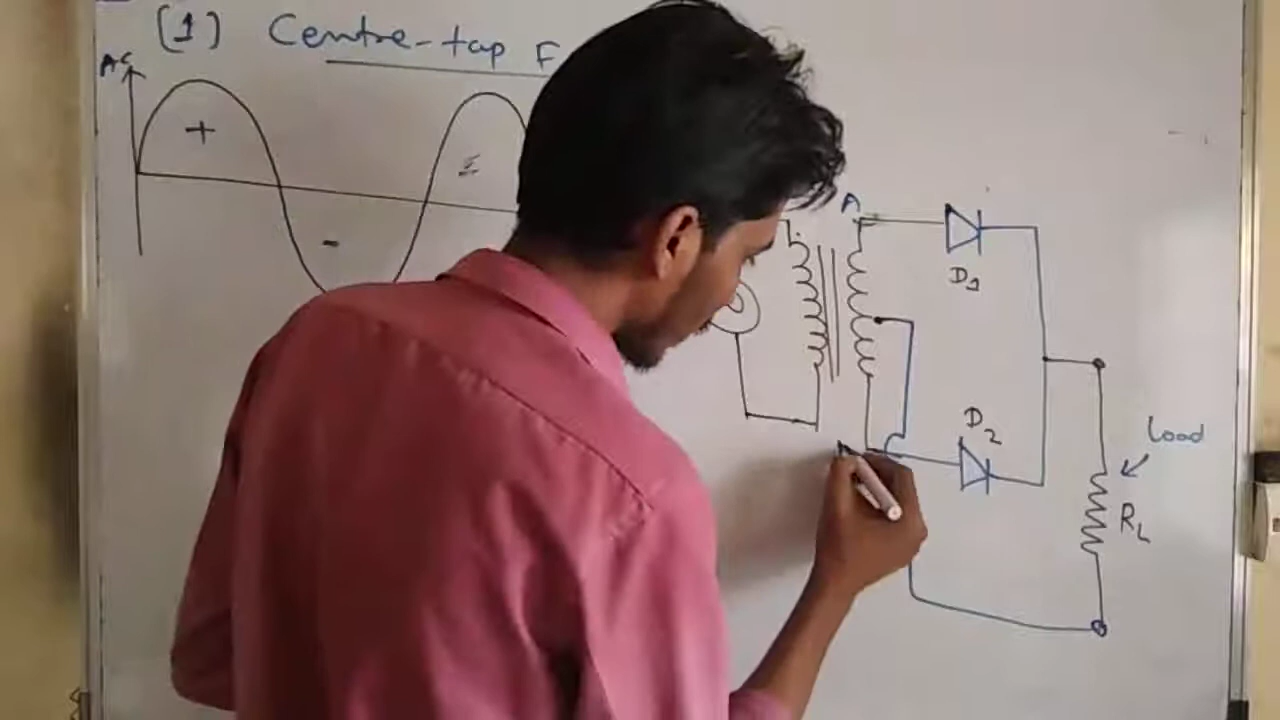 (1) Centre-tap F
AC
+
-
A
D1
D2
Load
RL